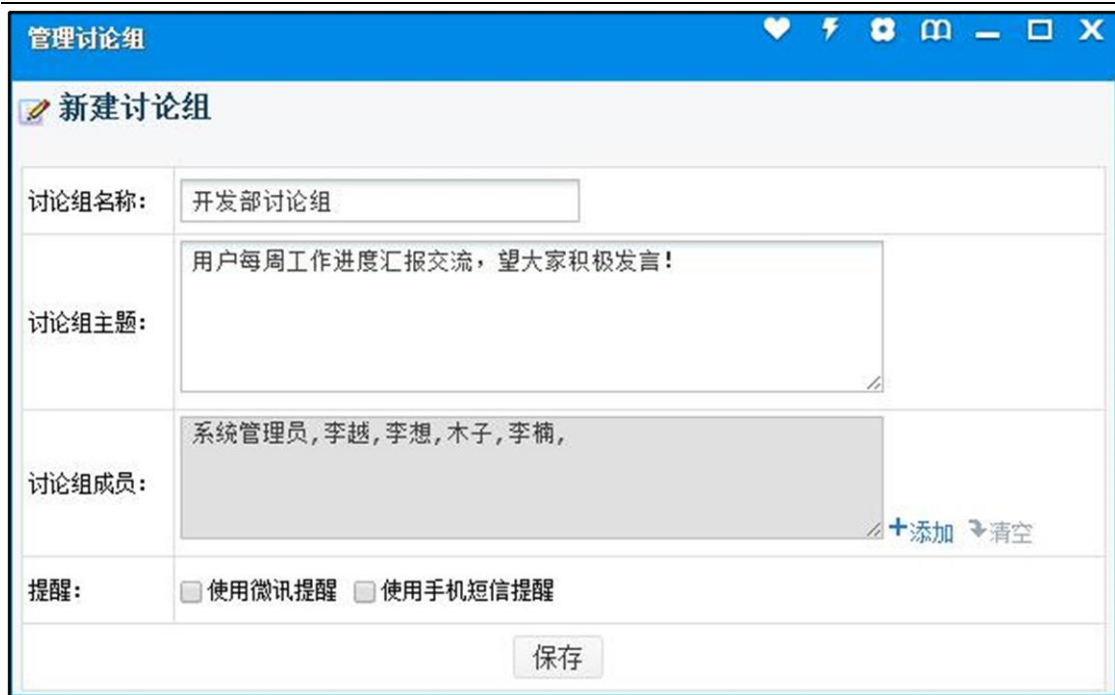 管理讨论组
新建讨论组
讨论组名称:
开发部讨论组
讨论组主题:
用户每周工作进度汇报交流，望大家积极发言!
讨论组成员:
系统管理员,李越,李想,木子,李楠,
添加 清空
提醒:
使用微讯提醒 使用手机短信提醒
保存